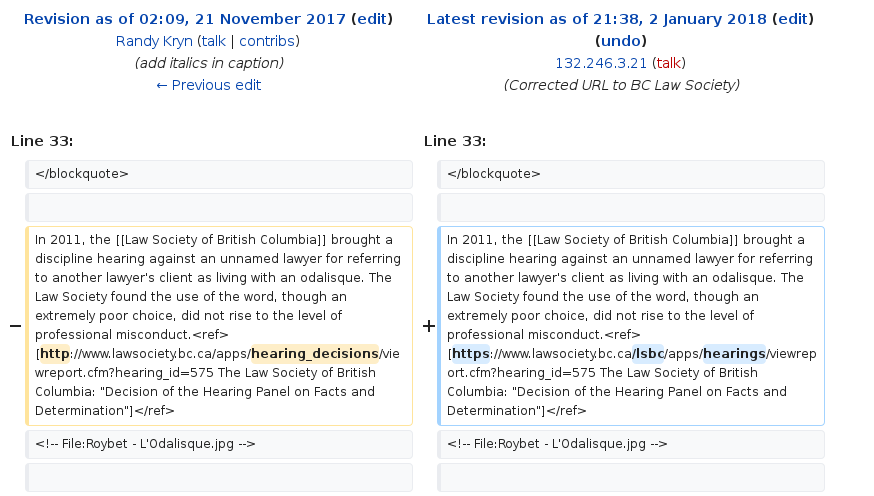 Revision as of 02:09, 21 November 2017 (edit)
Randy Kryn (talk | contribs)
(add italics in caption)
← Previous edit
Latest revision as of 21:38, 2 January 2018 (edit)
(undo)
132.246.3.21 (talk)
(Corrected URL to BC Law Society)
Line 33:
Line 33:
</blockquote>
</blockquote>
−
In 2011, the [[Law Society of British Columbia]] brought a
discipline hearing against an unnamed lawyer for referring
to another lawyer's client as living with an odalisque. The
Law Society found the use of the word, though an
extremely poor choice, did not rise to the level of
professional misconduct.<ref>
[http://www.lawsociety.bc.ca/apps/hearing_decisions/vie
wreport.cfm?hearing_id=575 The Law Society of British
Columbia: "Decision of the Hearing Panel on Facts and
Determination"]</ref>
+
In 2011, the [[Law Society of British Columbia]] brought a
discipline hearing against an unnamed lawyer for referring
to another lawyer's client as living with an odalisque. The
Law Society found the use of the word, though an
extremely poor choice, did not rise to the level of
professional misconduct.<ref>
[https://www.lawsociety.bc.ca/lsbc/apps/hearings/viewrep
ort.cfm?hearing_id=575 The Law Society of British
Columbia: "Decision of the Hearing Panel on Facts and
Determination"]</ref>
<!-- File:Roybet - L'Odalisque.jpg -->
<!-- File:Roybet - L'Odalisque.jpg -->